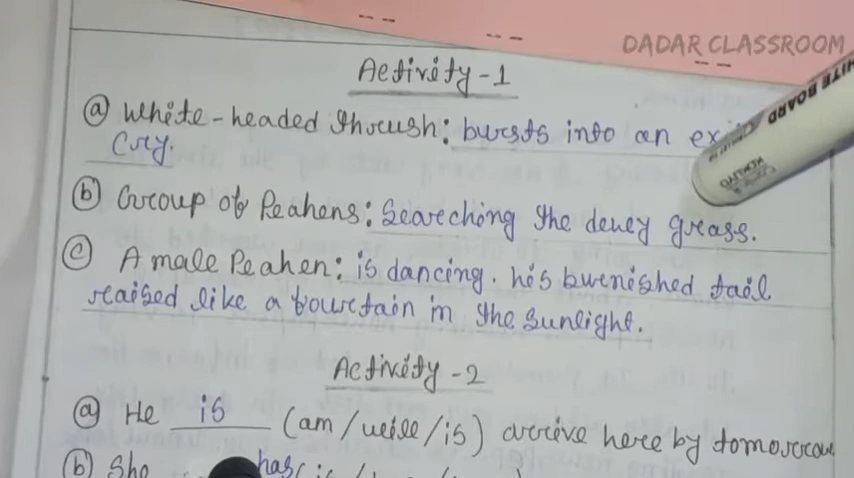 DADAR CLASSROOM
WHITE BOARD
Activity-1
(a) White-headed thrush: bursts into an
Cry.
(b) Group of Peahens: Searching the dewy grass.
(c) A male Peahen: is dancing. his burnished tail
raised like a fountain in the sunlight.
Activity-2
(a) He is (am/will/is) arrive here by tomorrow
(b) She has